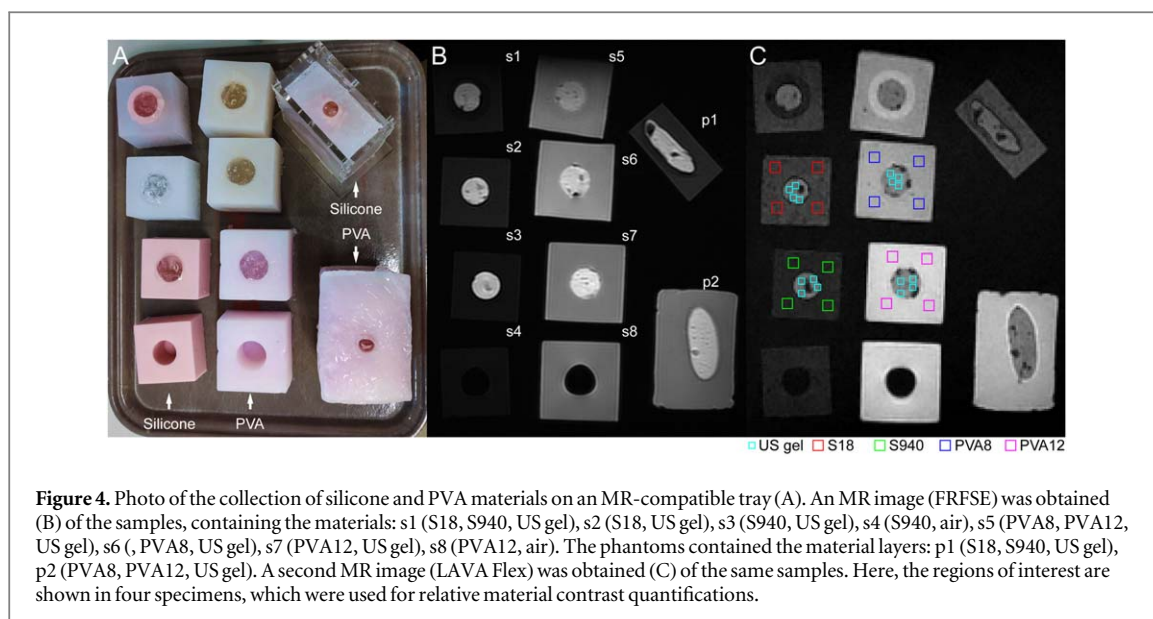 A
B
C
s1
s5
p1
s2
s6
Silicone
PVA
s3
s7
p2
s4
s8
Silicone
PVA
US gel S18 S940 PVA8 PVA12
Figure 4. Photo of the collection of silicone and PVA materials on an MR-compatible tray (A). An MR image (FRFSE) was obtained
(B) of the samples, containing the materials: s1 (S18, S940, US gel), s2 (S18, US gel), s3 (S940, US gel), s4 (S940, air), s5 (PVA8, PVA12,
US gel), s6 (, PVA8, US gel), s7 (PVA12, US gel), s8 (PVA12, air). The phantoms contained the material layers: p1 (S18, S940, US gel),
p2 (PVA8, PVA12, US gel). A second MR image (LAVA Flex) was obtained (C) of the same samples. Here, the regions of interest are
shown in four specimens, which were used for relative material contrast quantifications.